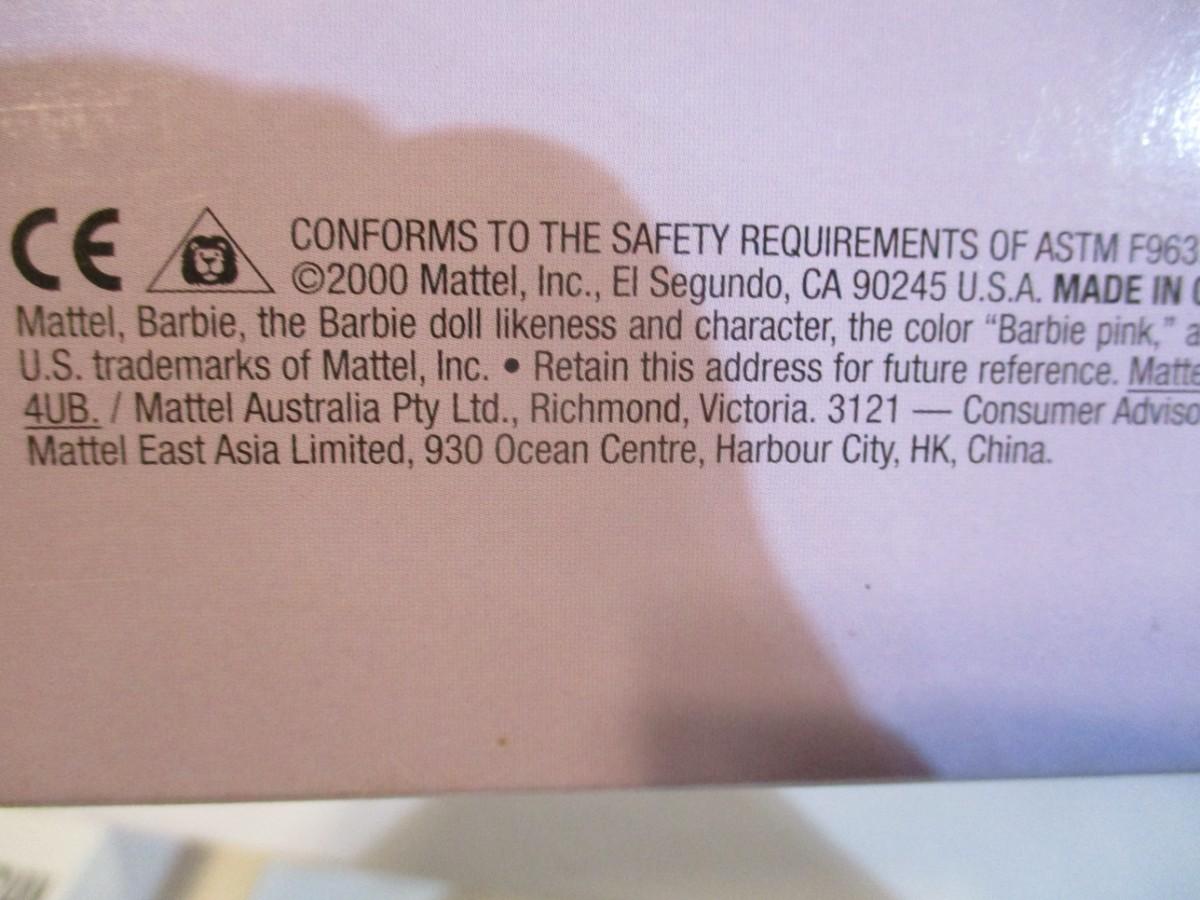 CE CONFORMS TO THE SAFETY REQUIREMENTS OF ASTM F963
©2000 Mattel, Inc., El Segundo, CA 90245 U.S.A. MADE IN
Mattel, Barbie, the Barbie doll likeness and character, the color “Barbie pink,” a
U.S. trademarks of Mattel, Inc. • Retain this address for future reference. Matte
4UB. / Mattel Australia Pty Ltd., Richmond, Victoria. 3121 — Consumer Adviso
Mattel East Asia Limited, 930 Ocean Centre, Harbour City, HK, China.